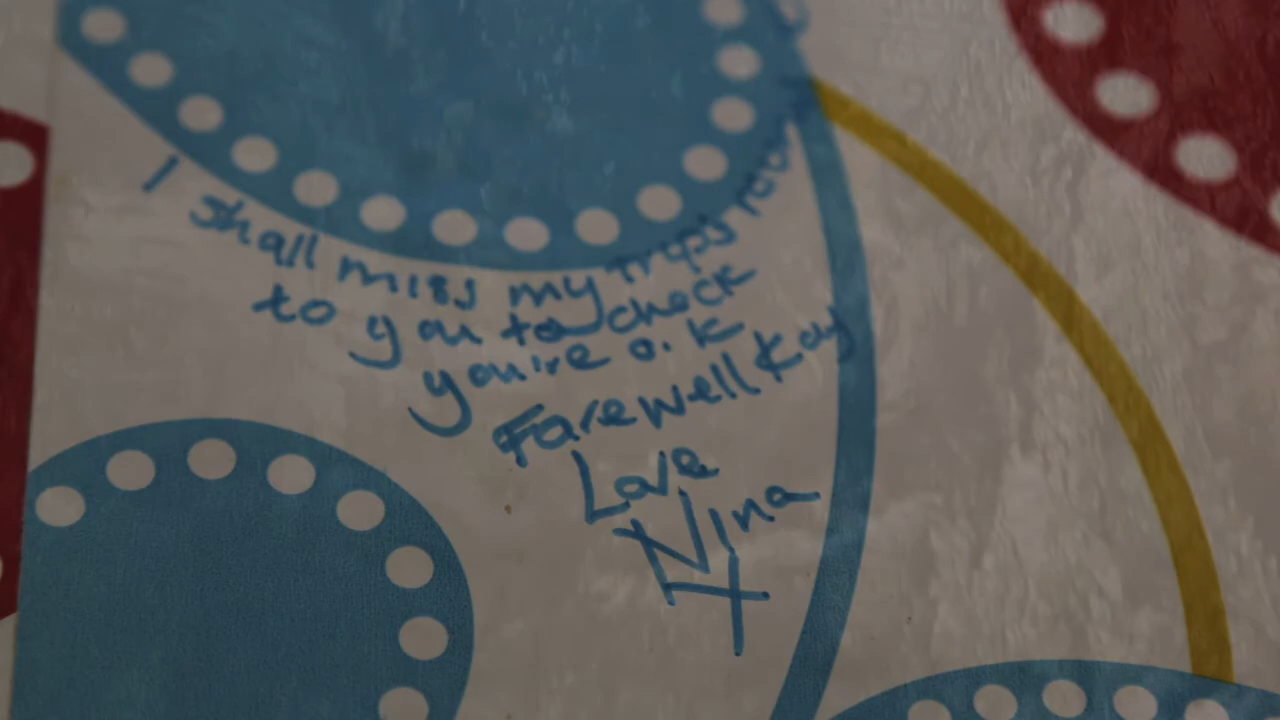 I shall miss my trips round
to you to check
you're o.k
Farewell Kay
Love
Nina
X